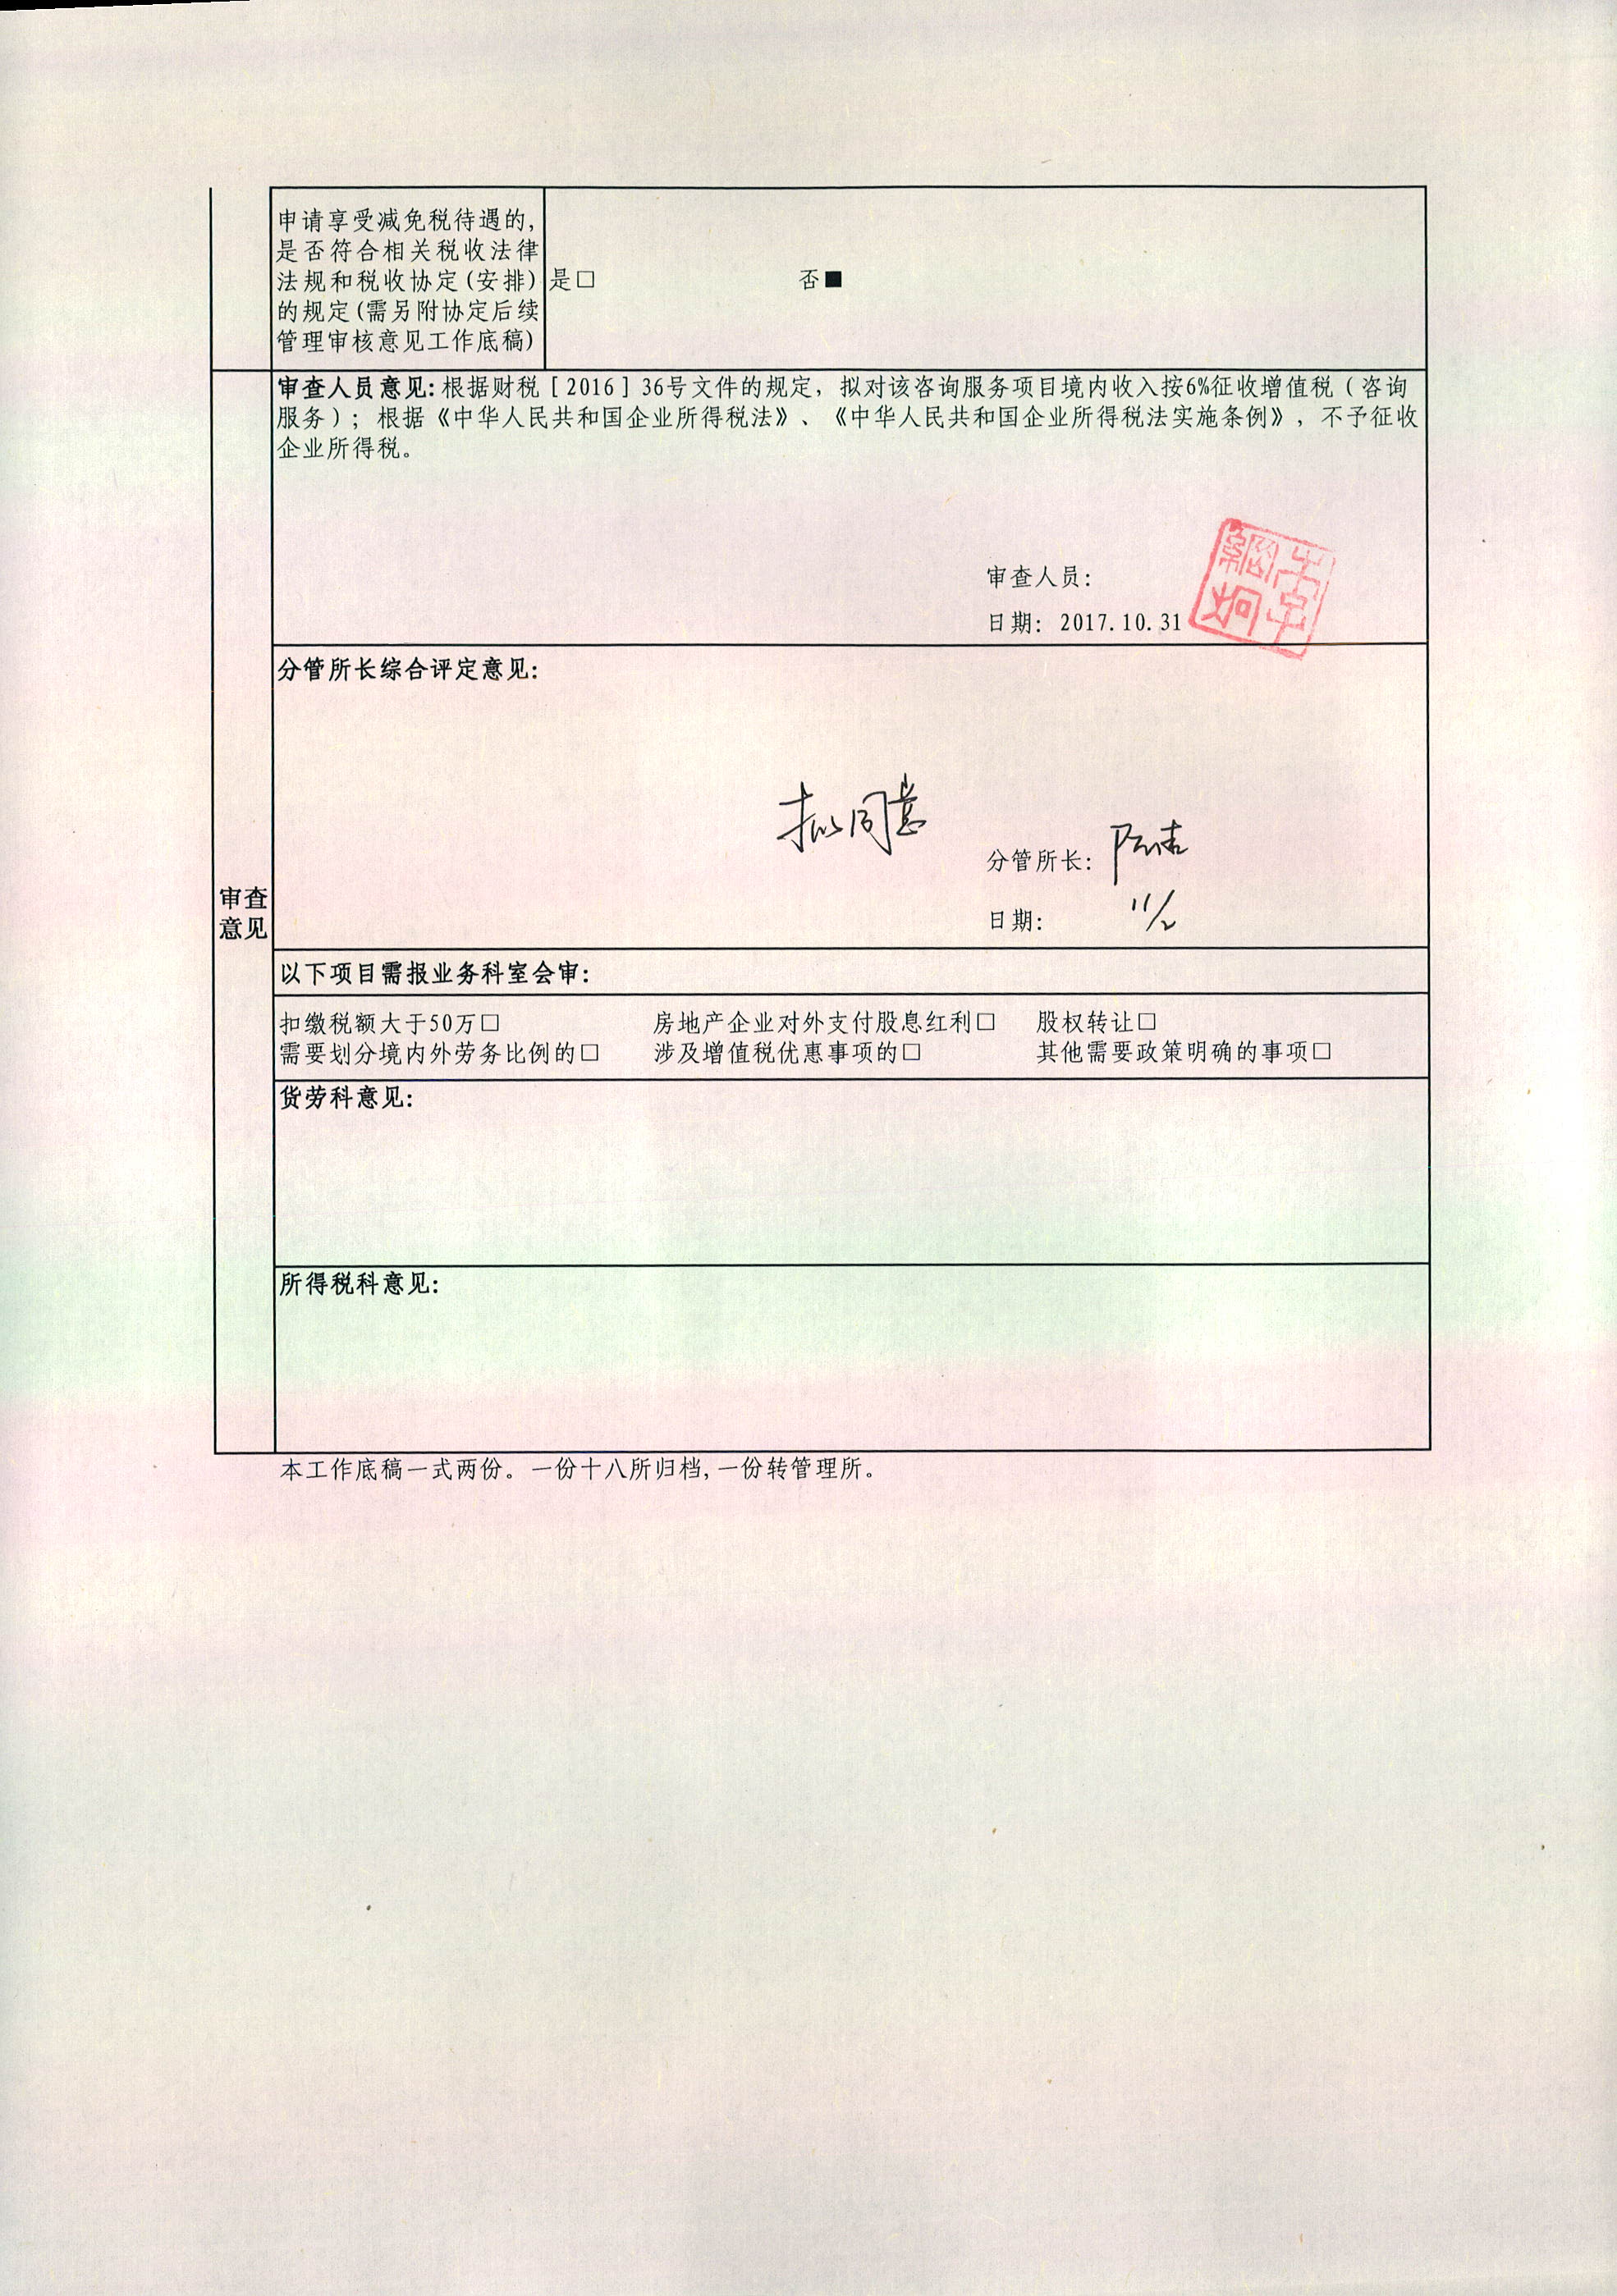 申请享受减免税待遇的,
是否符合相关税收法律
法规和税收协定(安排)
的规定(需另附协定后续
管理审核意见工作底稿)
是□ 否■
审查人员意见:根据财税[2016]36号文件的规定，拟对该咨询服务项目境内收入按6%征收增值税（咨询
服务）；根据《中华人民共和国企业所得税法》、《中华人民共和国企业所得税法实施条例》，不予征收
企业所得税。
审查人员:
日期: 2017.10.31
审查
意见
分管所长综合评定意见:
拟同意
分管所长:
日期: 11/2
以下项目需报业务科室会审:
扣缴税额大于50万□ 房地产企业对外支付股息红利□ 股权转让□
需要划分境内外劳务比例的□ 涉及增值税优惠事项的□ 其他需要政策明确的事项□
货劳科意见:
所得税科意见:
本工作底稿一式两份。一份十八所归档,一份转管理所。